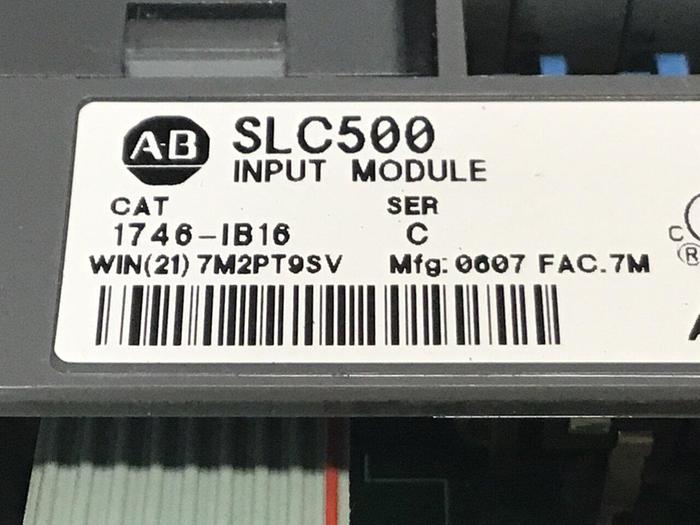 A-B SLC500
INPUT MODULE
CAT SER
1746-IB16 C
WIN(21) 7M2PT9SV Mfg: 0607 FAC.7M
C
R